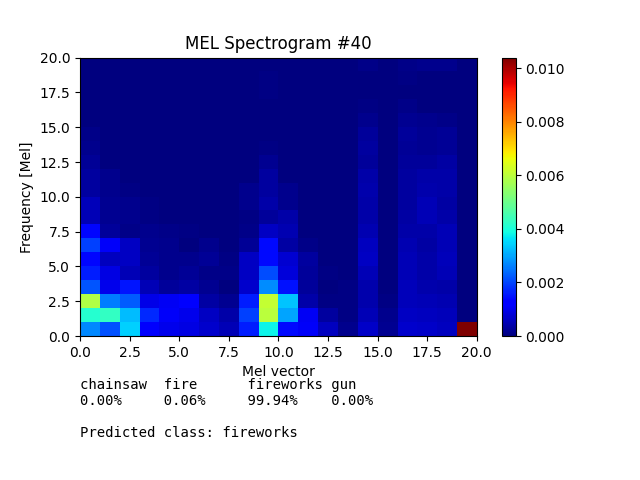 MEL Spectrogram #40
Frequency [Mel]
20.0
17.5
15.0
12.5
10.0
7.5
5.0
2.5
0.0
0.0 2.5 5.0 7.5 10.0 12.5 15.0 17.5 20.0
Mel vector
0.010
0.008
0.006
0.004
0.002
0.000
chainsaw fire fireworks gun
0.00% 0.06% 99.94% 0.00%
Predicted class: fireworks